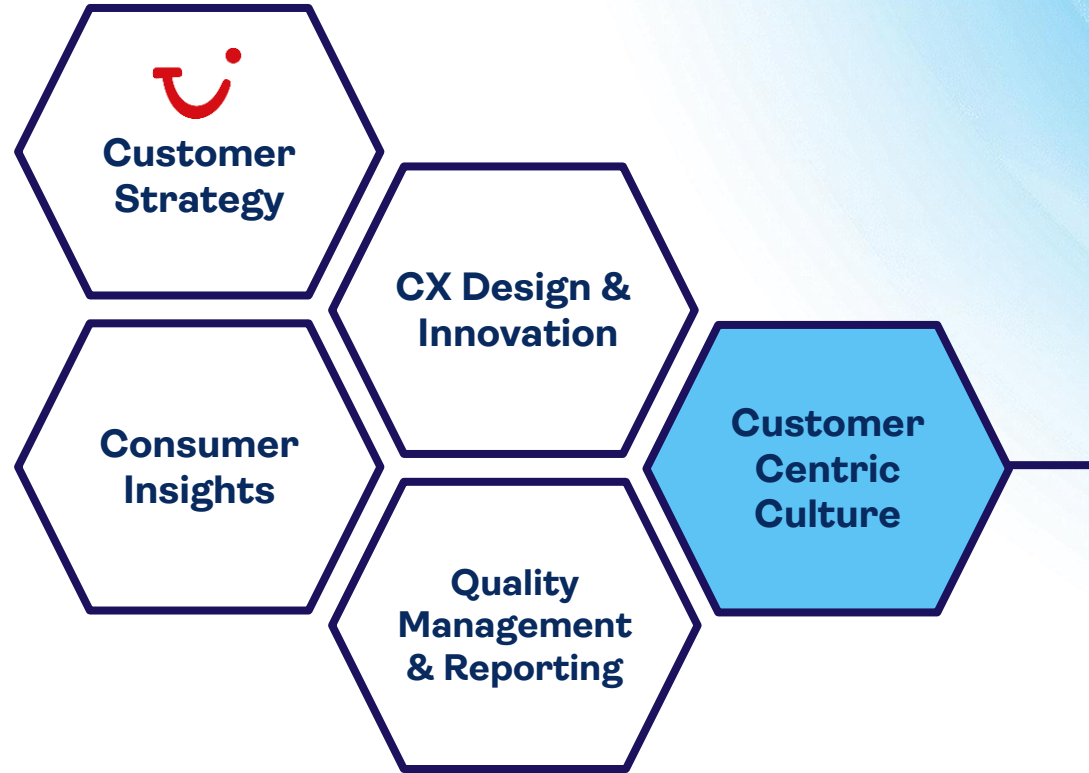 Customer
Strategy
CX Design &
Innovation
Consumer
Insights
Customer
Centric
Culture
Quality
Management
& Reporting